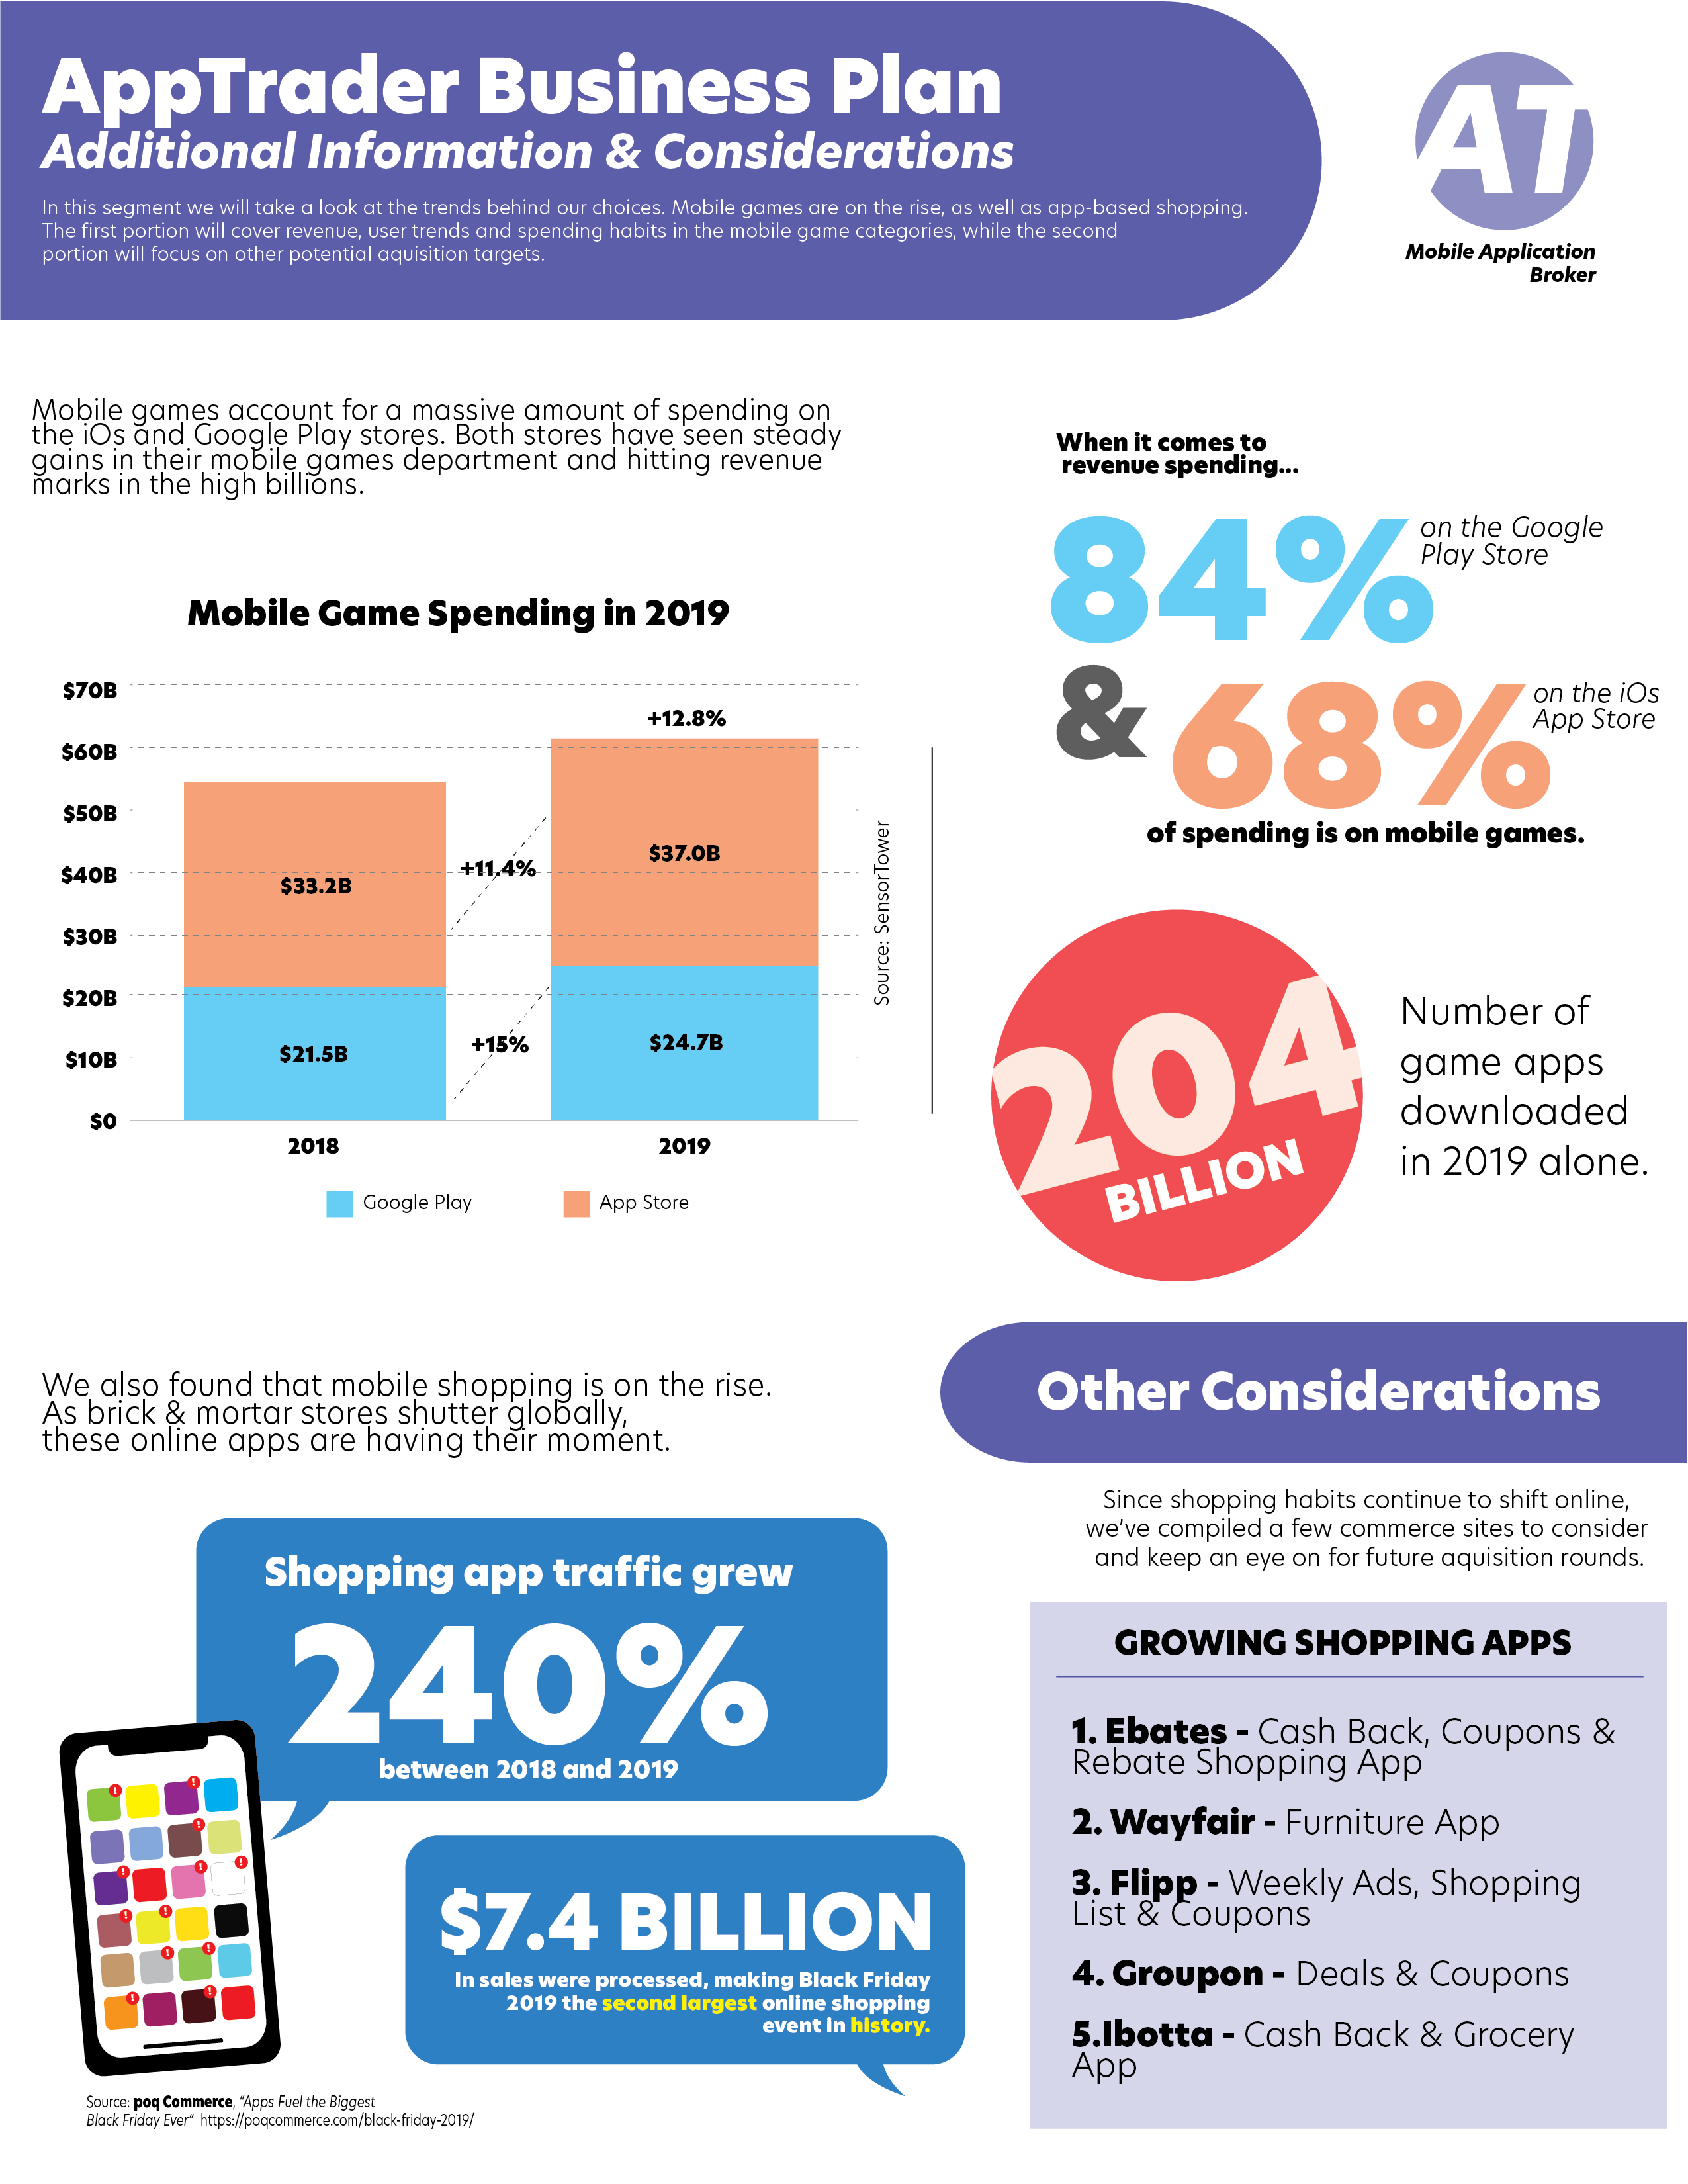 AppTrader Business Plan
Additional Information & Considerations
In this segment we will take a look at the trends behind our choices. Mobile games are on the rise, as well as app-based shopping.
The first portion will cover revenue, user trends and spending habits in the mobile game categories, while the second
portion will focus on other potential aquisition targets.
AT
Mobile Application
Broker
Mobile games account for a massive amount of spending on
the iOs and Google Play stores. Both stores have seen steady
gains in their mobile games department and hitting revenue
marks in the high billions.
Mobile Game Spending in 2019
$70B
$60B
$50B
$40B
$30B
$20B
$10B
$0
+12.8%
$33.2B
+11.4%
$37.0B
$21.5B
+15%
$24.7B
2018
2019
Google Play
App Store
Source: SensorTower
When it comes to
revenue spending...
84%
on the Google
Play Store
& 68%
on the iOs
App Store
of spending is on mobile games.
204
BILLION
Number of
game apps
downloaded
in 2019 alone.
We also found that mobile shopping is on the rise.
As brick & mortar stores shutter globally,
these online apps are having their moment.
Shopping app traffic grew
240%
between 2018 and 2019
! ! ! ! ! ! ! ! ! ! ! ! !
$7.4 BILLION
In sales were processed, making Black Friday
2019 the second largest online shopping
event in history.
Source: poq Commerce, “Apps Fuel the Biggest
Black Friday Ever” https://poqcommerce.com/black-friday-2019/
Other Considerations
Since shopping habits continue to shift online,
we’ve compiled a few commerce sites to consider
and keep an eye on for future aquisition rounds.
GROWING SHOPPING APPS
1. Ebates - Cash Back, Coupons &
Rebate Shopping App
2. Wayfair - Furniture App
3. Flipp - Weekly Ads, Shopping
List & Coupons
4. Groupon - Deals & Coupons
5.Ibotta - Cash Back & Grocery
App